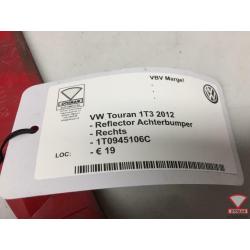 VBV Margel
VW Touran 1T3 2012
- Reflector Achterbumper
- Rechts
- 1T0945106C
LOC: - € 19